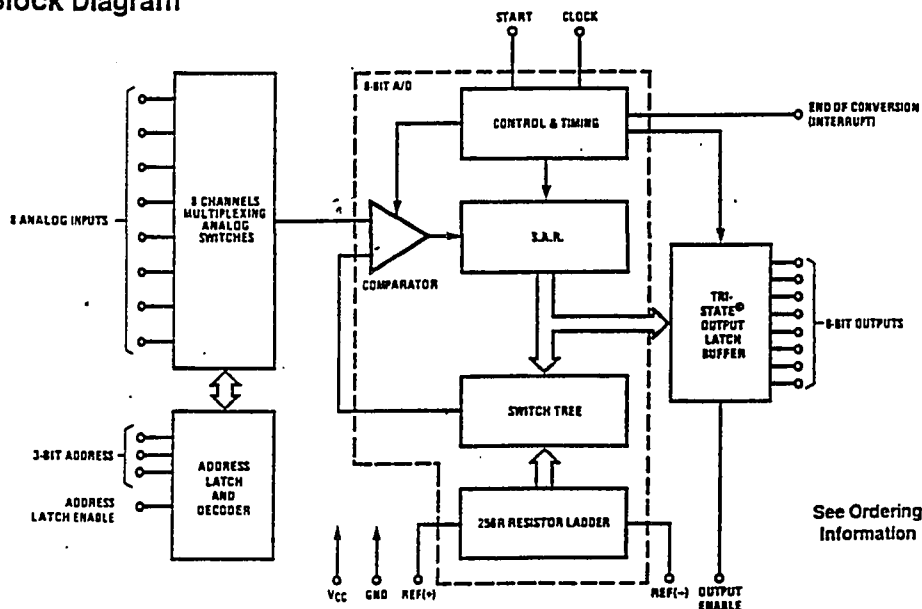 Block Diagram
START
CLOCK
8-BIT A/D
CONTROL & TIMING
END OF CONVERSION
(INTERRUPT)
8 ANALOG INPUTS
8 CHANNELS
MULTIPLEXING
ANALOG
SWITCHES
S.A.R.
COMPARATOR
TRI-
STATE®
OUTPUT
LATCH
BUFFER
8-BIT OUTPUTS
SWITCH TREE
3-BIT ADDRESS
ADDRESS
LATCH ENABLE
ADDRESS
LATCH
AND
DECODER
256R RESISTOR LADDER
See Ordering
Information
VCC
GND
REF(+)
REF(−)
OUTPUT
ENABLE